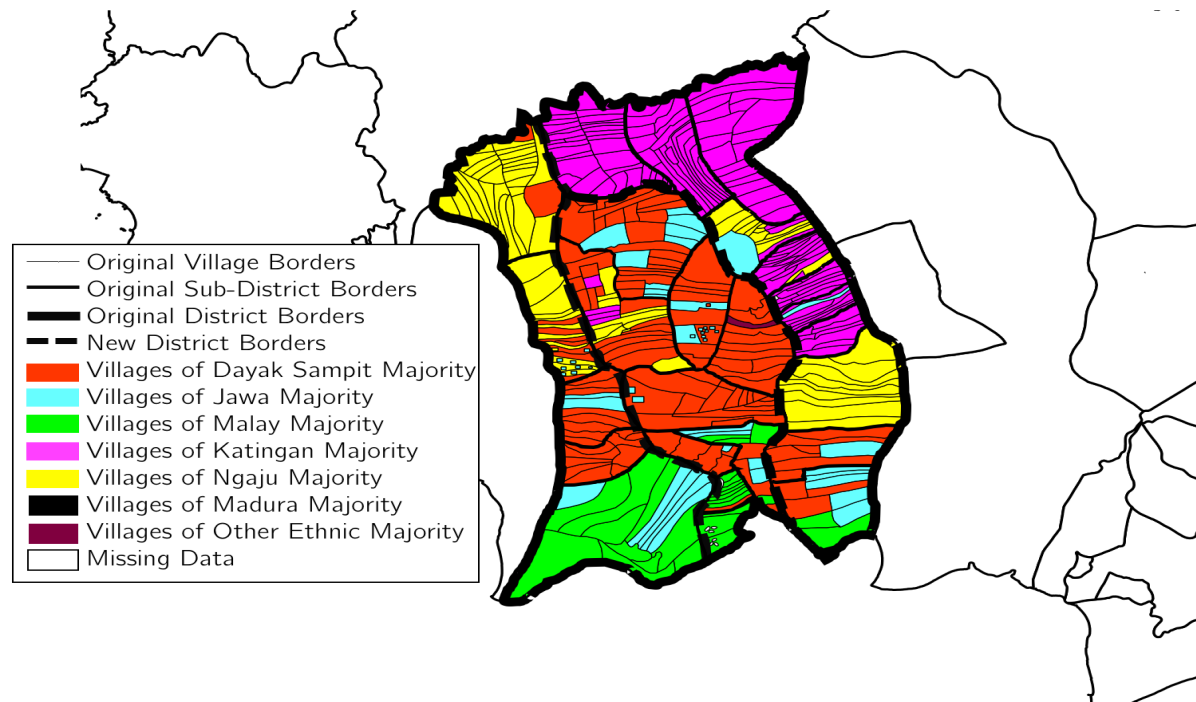 Original Village Borders
Original Sub-District Borders
Original District Borders
New District Borders
Villages of Dayak Sampit Majority
Villages of Jawa Majority
Villages of Malay Majority
Villages of Katingan Majority
Villages of Ngaju Majority
Villages of Madura Majority
Villages of Other Ethnic Majority
Missing Data